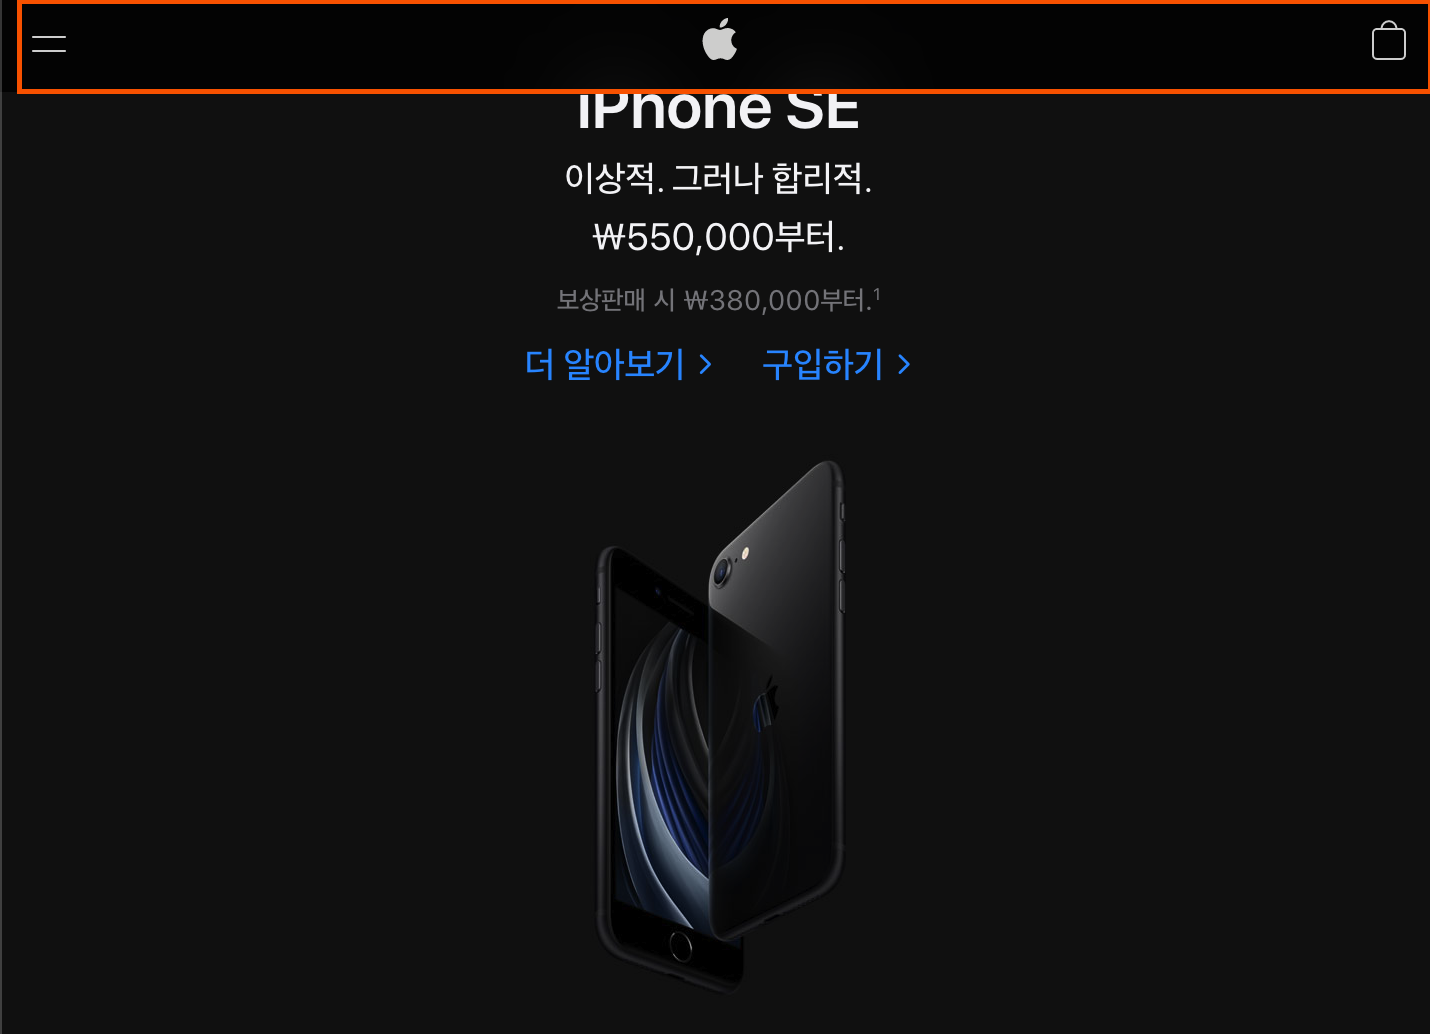 iPhone SE
이상적. 그러나 합리적.
₩550,000부터.
보상판매 시 ₩380,000부터.¹
더 알아보기 > 구입하기 >